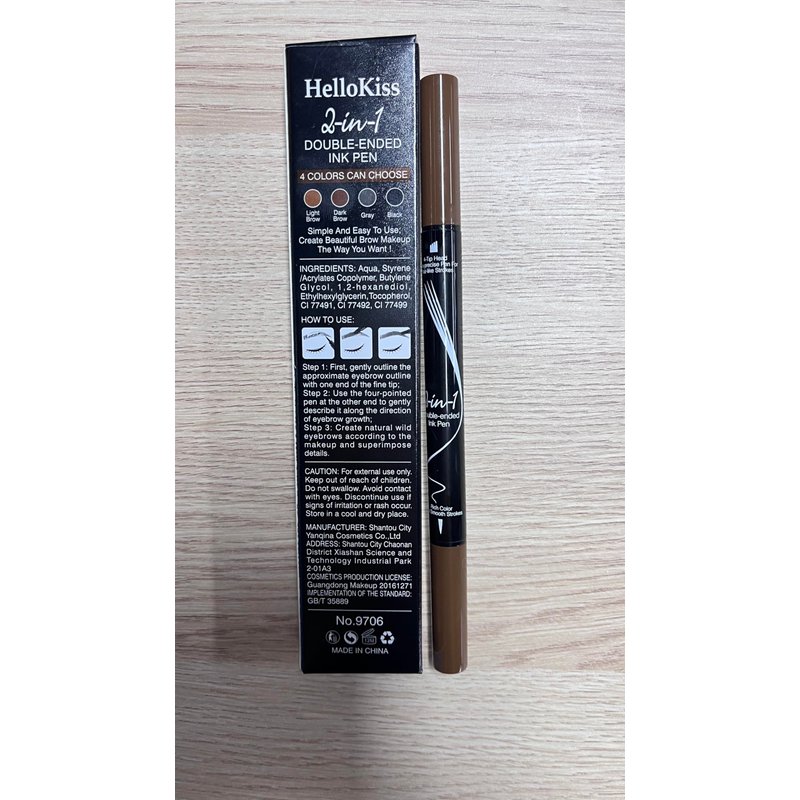 HelloKiss
2-in-1
DOUBLE-ENDED
INK PEN
4 COLORS CAN CHOOSE
Light Brow
Dark Brow
Gray
Black
Simple And Easy To Use;
Create Beautiful Brow Makeup
The Way You Want !
INGREDIENTS: Aqua, Styrene
/Acrylates Copolymer, Butylene
Glycol, 1,2-hexanediol,
Ethylhexylglycerin,Tocopherol,
CI 77491, CI 77492, CI 77499
HOW TO USE:
Step 1: First, gently outline the
approximate eyebrow outline
with one end of the fine tip;
Step 2: Use the four-pointed
pen at the other end to gently
describe it along the direction
of eyebrow growth;
Step 3: Create natural wild
eyebrows according to the
makeup and superimpose
details.
CAUTION: For external use only.
Keep out of reach of children.
Do not swallow. Avoid contact
with eyes. Discontinue use if
signs of irritation or rash occur.
Store in a cool and dry place.
MANUFACTURER: Shantou City
Yanqina Cosmetics Co.,Ltd
ADDRESS: Shantou City Chaonan
District Xiashan Science and
Technology Industrial Park
2-01A3
COSMETICS PRODUCTION LICENSE:
Guangdong Makeup 20161271
IMPLEMENTATION OF THE STANDARD:
GB/T 35889
No.9706
MADE IN CHINA
-Tip Head
Pen For
Strokes
-in-1
Ink Pen
Rich Color
Strokes